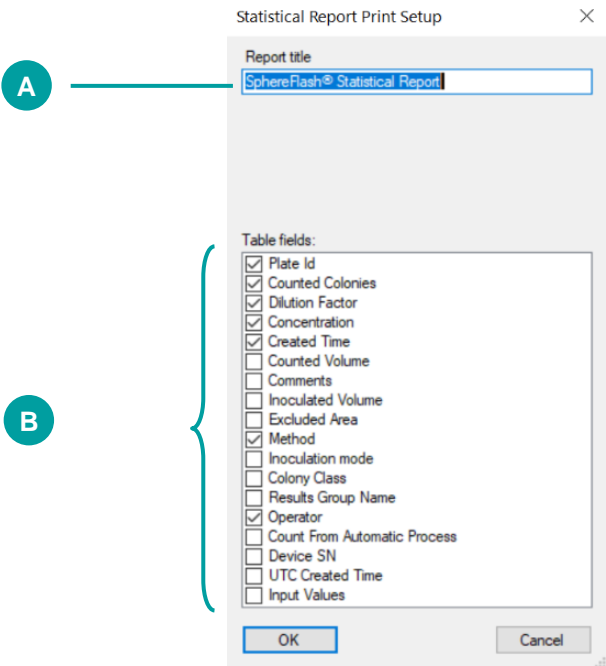 Statistical Report Print Setup
Report title
A
SphereFlash® Statistical Report
Table fields:
Plate Id
Counted Colonies
Dilution Factor
Concentration
Created Time
Counted Volume
Comments
Inoculated Volume
Excluded Area
B
Method
Inoculation mode
Colony Class
Results Group Name
Operator
Count From Automatic Process
Device SN
UTC Created Time
Input Values
OK
Cancel